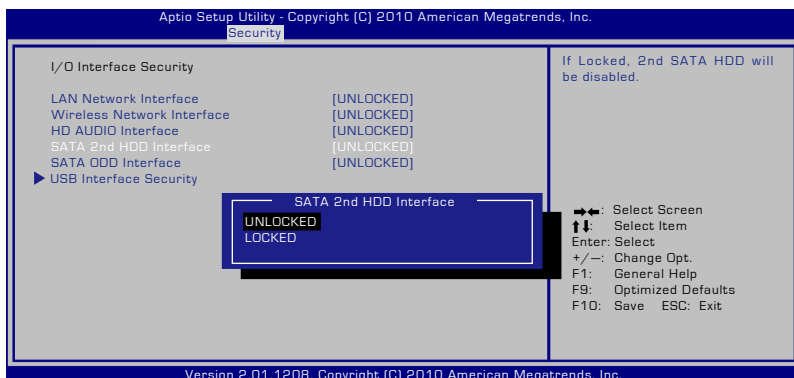 Aptio Setup Utility - Copyright (C) 2010 American Megatrends, Inc.
Security
I/O Interface Security
LAN Network Interface [UNLOCKED]
Wireless Network Interface [UNLOCKED]
HD AUDIO Interface [UNLOCKED]
SATA 2nd HDD Interface [UNLOCKED]
SATA ODD Interface [UNLOCKED]
USB Interface Security
SATA 2nd HDD Interface
UNLOCKED
LOCKED
If Locked, 2nd SATA HDD will
be disabled.
→←: Select Screen
↑↓: Select Item
Enter: Select
+/—: Change Opt.
F1: General Help
F9: Optimized Defaults
F10: Save ESC: Exit
Version 2.01.1208. Copyright (C) 2010 American Megatrends, Inc.